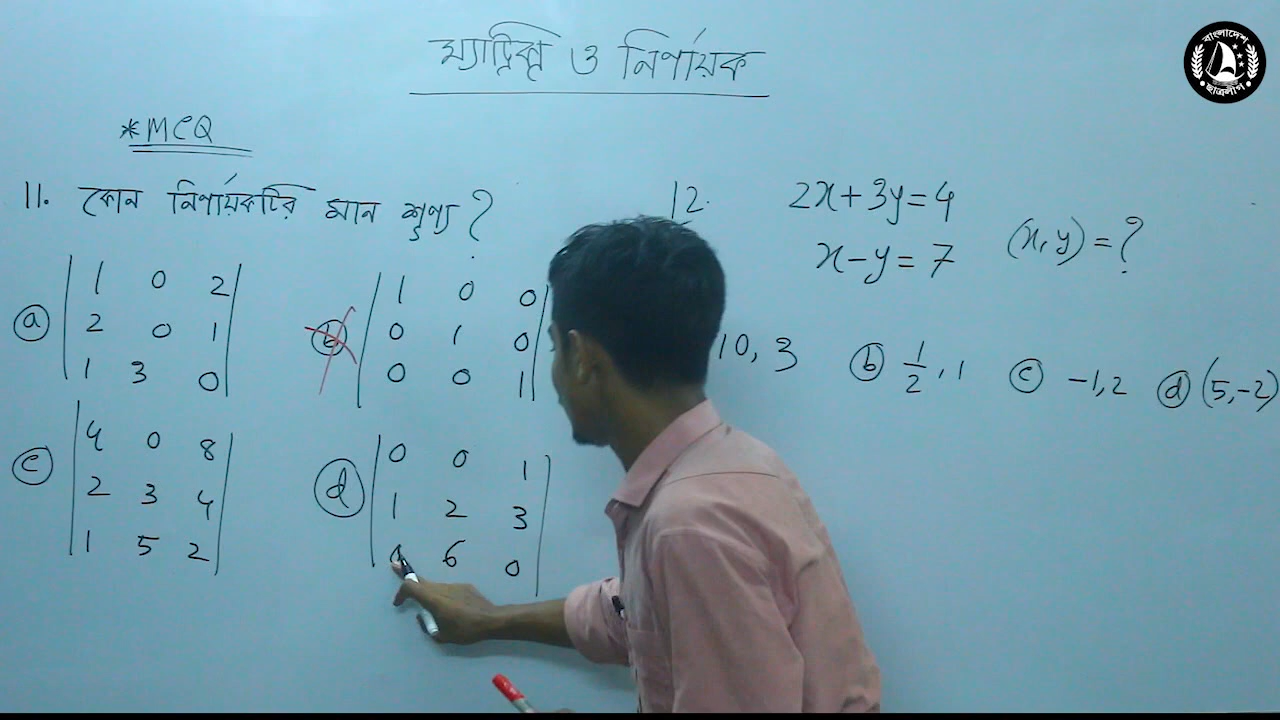 ম্যাট্রিক্স ও নির্ণায়ক
বাংলাদেশ
ছাত্রলীগ
*MCQ
11. কোন নির্ণায়কটির মান শূণ্য ?
ⓐ | 1 0 2 |
| 2 0 1 |
| 1 3 0 |
ⓑ | 1 0 0 |
| 0 1 0 |
| 0 0 1 |
ⓒ | 4 0 8 |
| 2 3 4 |
| 1 5 2 |
ⓓ | 0 0 1 |
| 1 2 3 |
6 0 |
12. 2x+3y=4
x-y=7 (x,y)=?
10, 3 ⓑ 1/2, 1 ⓒ -1, 2 ⓓ (5,-2)